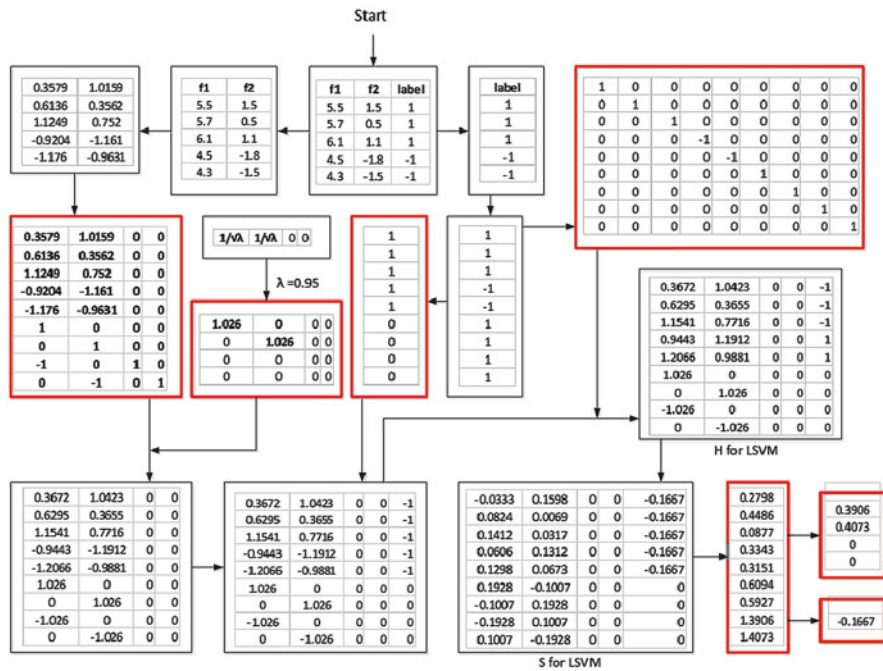 Start
0.3579 1.0159
0.6136 0.3562
1.1249 0.752
-0.9204 -1.161
-1.176 -0.9631
f1 f2
5.5 1.5
5.7 0.5
6.1 1.1
4.5 -1.8
4.3 -1.5
f1 f2 label
5.5 1.5 1
5.7 0.5 1
6.1 1.1 1
4.5 -1.8 -1
4.3 -1.5 -1
label
1
1
1
-1
-1
1 0 0 0 0 0 0 0 0
0 1 0 0 0 0 0 0 0
0 0 1 0 0 0 0 0 0
0 0 0 -1 0 0 0 0 0
0 0 0 0 -1 0 0 0 0
0 0 0 0 0 1 0 0 0
0 0 0 0 0 0 1 0 0
0 0 0 0 0 0 0 1 0
0 0 0 0 0 0 0 0 1
0.3579 1.0159 0 0
0.6136 0.3562 0 0
1.1249 0.752 0 0
-0.9204 -1.161 0 0
-1.176 -0.9631 0 0
1 0 0 0
0 1 0 0
-1 0 1 0
0 -1 0 1
1/√λ 1/√λ 0 0
λ =0.95
1.026 0 0 0
0 1.026 0 0
0 0 0 0
0 0 0 0
1
1
1
1
1
0
0
0
0
1
1
1
-1
-1
1
1
1
1
0.3672 1.0423 0 0 -1
0.6295 0.3655 0 0 -1
1.1541 0.7716 0 0 -1
0.9443 1.1912 0 0 1
1.2066 0.9881 0 0 1
1.026 0 0 0 0
0 1.026 0 0 0
-1.026 0 0 0 0
0 -1.026 0 0 0
H for LSVM
0.3672 1.0423 0 0
0.6295 0.3655 0 0
1.1541 0.7716 0 0
-0.9443 -1.1912 0 0
-1.2066 -0.9881 0 0
1.026 0 0 0
0 1.026 0 0
-1.026 0 0 0
0 -1.026 0 0
0.3672 1.0423 0 0 -1
0.6295 0.3655 0 0 -1
1.1541 0.7716 0 0 -1
-0.9443 -1.1912 0 0 -1
-1.2066 -0.9881 0 0 -1
1.026 0 0 0 0
0 1.026 0 0 0
-1.026 0 0 0 0
0 -1.026 0 0 0
-0.0333 0.1598 0 0 -0.1667
0.0824 0.0069 0 0 -0.1667
0.1412 0.0317 0 0 -0.1667
0.0606 0.1312 0 0 -0.1667
0.1298 0.0673 0 0 -0.1667
0.1928 -0.1007 0 0 0
-0.1007 0.1928 0 0 0
-0.1928 0.1007 0 0 0
0.1007 -0.1928 0 0 0
S for LSVM
0.2798
0.4486
0.0877
0.3343
0.3151
0.6094
0.5927
1.3906
1.4073
0.3906
0.4073
0
0
-0.1667